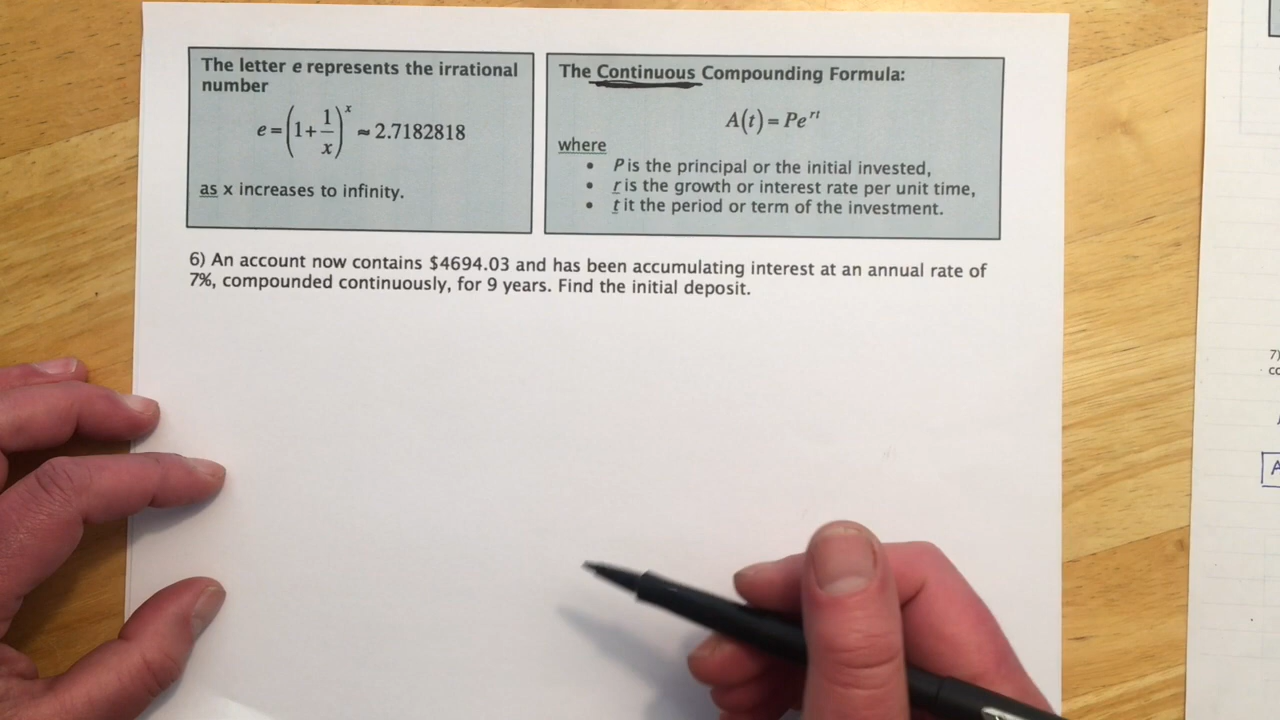 The letter e represents the irrational
number
e = (1 + 1/x)^x ≈ 2.7182818
as x increases to infinity.
The Continuous Compounding Formula:
A(t) = Pe^rt
where
• P is the principal or the initial invested,
• r is the growth or interest rate per unit time,
• t it the period or term of the investment.
6) An account now contains $4694.03 and has been accumulating interest at an annual rate of
7%, compounded continuously, for 9 years. Find the initial deposit.
7)
co
A